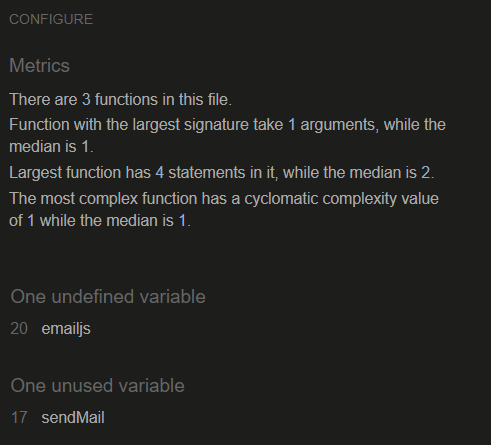 CONFIGURE
Metrics
There are 3 functions in this file.
Function with the largest signature take 1 arguments, while the
median is 1.
Largest function has 4 statements in it, while the median is 2.
The most complex function has a cyclomatic complexity value
of 1 while the median is 1.
One undefined variable
20 emailjs
One unused variable
17 sendMail